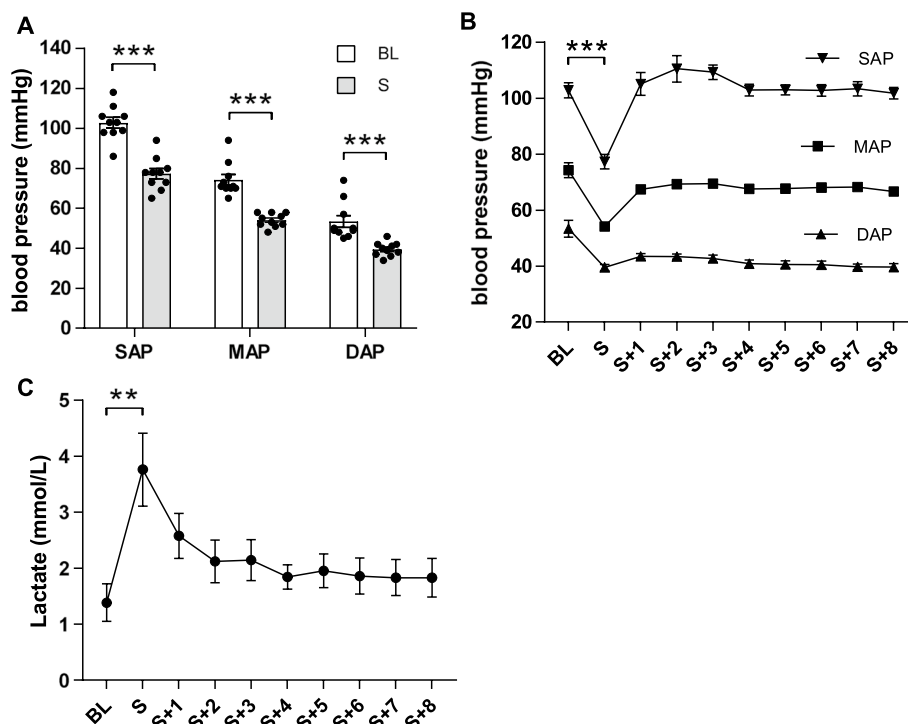 A
blood pressure (mmHg)
140
120
100
80
60
40
20
0
***
***
***
BL
S
SAP
MAP
DAP
B
blood pressure (mmHg)
120
100
80
60
40
20
***
SAP
MAP
DAP
BL
S
S+1
S+2
S+3
S+4
S+5
S+6
S+7
S+8
C
Lactate (mmol/L)
5
4
3
2
1
0
**
BL
S
S+1
S+2
S+3
S+4
S+5
S+6
S+7
S+8